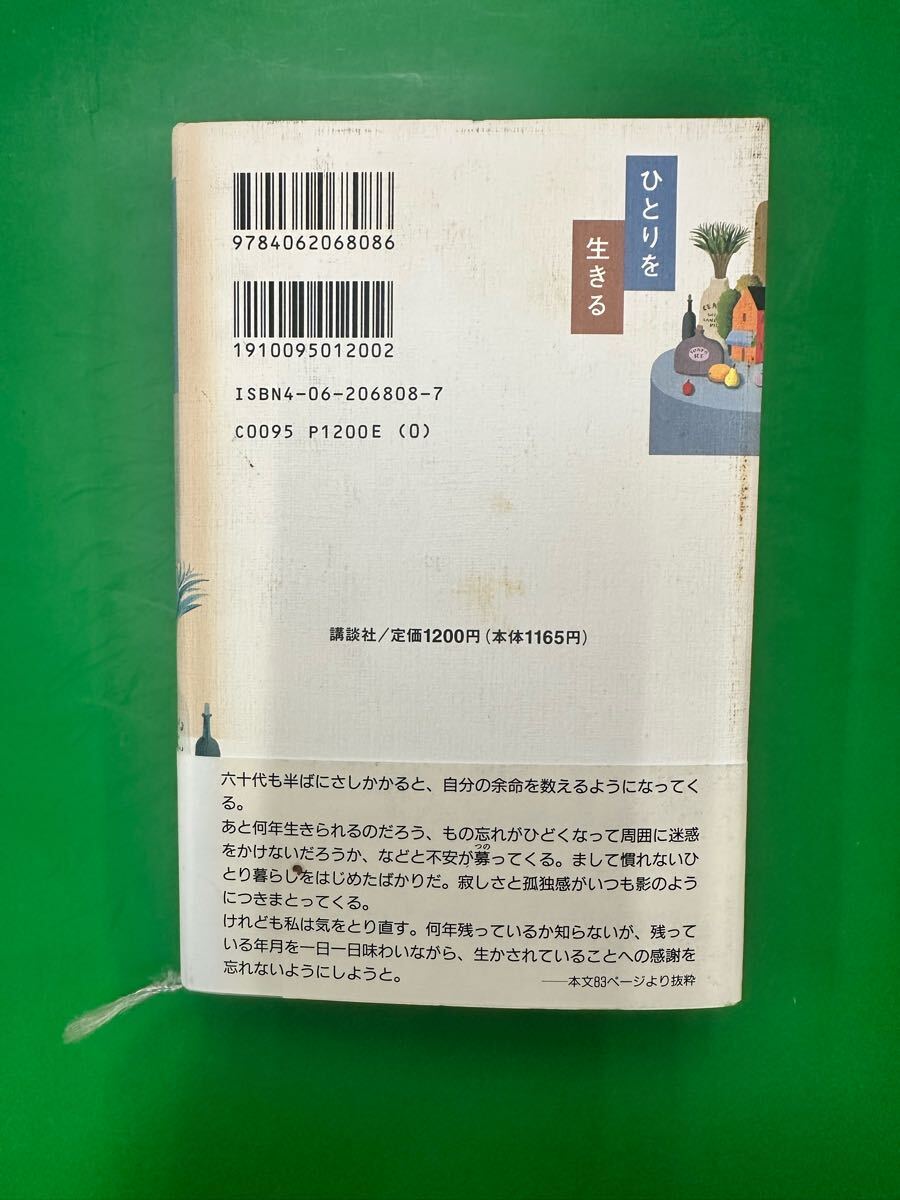 9784062068086
1910095012002
ISBN4-06-206808-7
C0095 P1200E (0)
ひとりを
生きる
講談社/定価1200円(本体1165円)
六十代も半ばにさしかかると、自分の余命を数えるようになってく
る。
あと何年生きられるのだろう、もの忘れがひどくなって周囲に迷惑
をかけないだろうか、などと不安が募つのってくる。まして慣れないひ
とり暮らしをはじめたばかりだ。寂しさと孤独感がいつも影のよう
につきまとってくる。
けれども私は気をとり直す。何年残っているか知らないが、残って
いる年月を一日一日味わいながら、生かされていることへの感謝を
忘れないようにしようと。
──本文83ページより抜粋